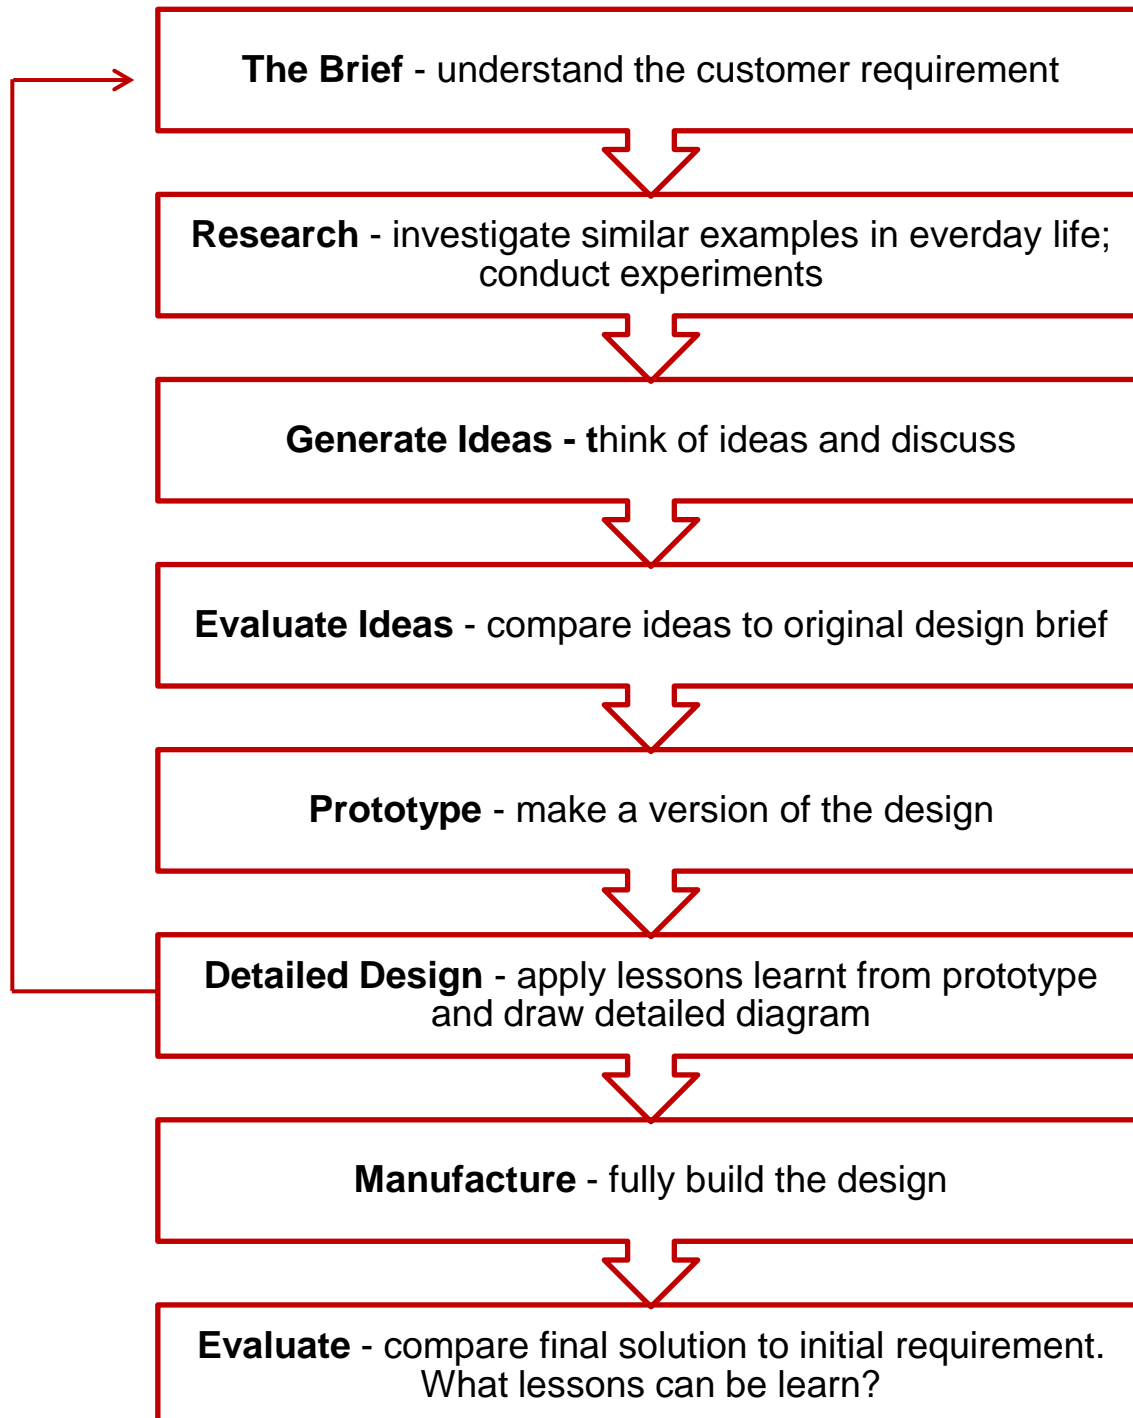 The Brief - understand the customer requirement
Research - investigate similar examples in everday life;
conduct experiments
Generate Ideas - think of ideas and discuss
Evaluate Ideas - compare ideas to original design brief
Prototype - make a version of the design
Detailed Design - apply lessons learnt from prototype
and draw detailed diagram
Manufacture - fully build the design
Evaluate - compare final solution to initial requirement.
What lessons can be learn?